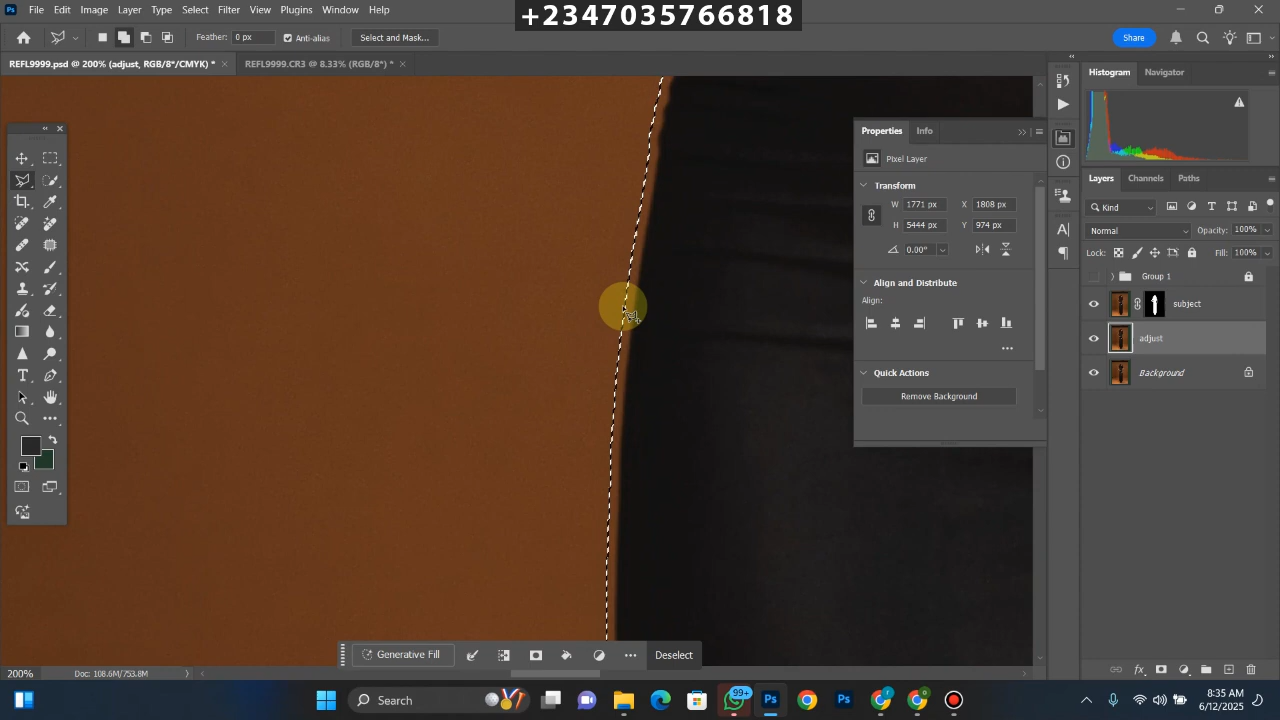 +2347035766818
File Edit Image Layer Type Select Filter View Plugins Window Help
Feather: 0 px Anti-alias Select and Mask... Share
REFL9999.psd @ 200% (adjust, RGB/8*/CMYK) * REFL9999.CR3 @ 8.33% (RGB/8*) *
Histogram Navigator
Properties Info
Pixel Layer
Transform
W 1771 px X 1808 px
H 5444 px Y 974 px
0.00°
Align and Distribute
Align:
Quick Actions
Remove Background
Layers Channels Paths
Kind
Normal Opacity: 100%
Lock: Fill: 100%
Group 1
subject
adjust
Background
Generative Fill Deselect
200% Doc: 108.6M/753.8M
Search 99+ 8:35 AM
6/12/2025